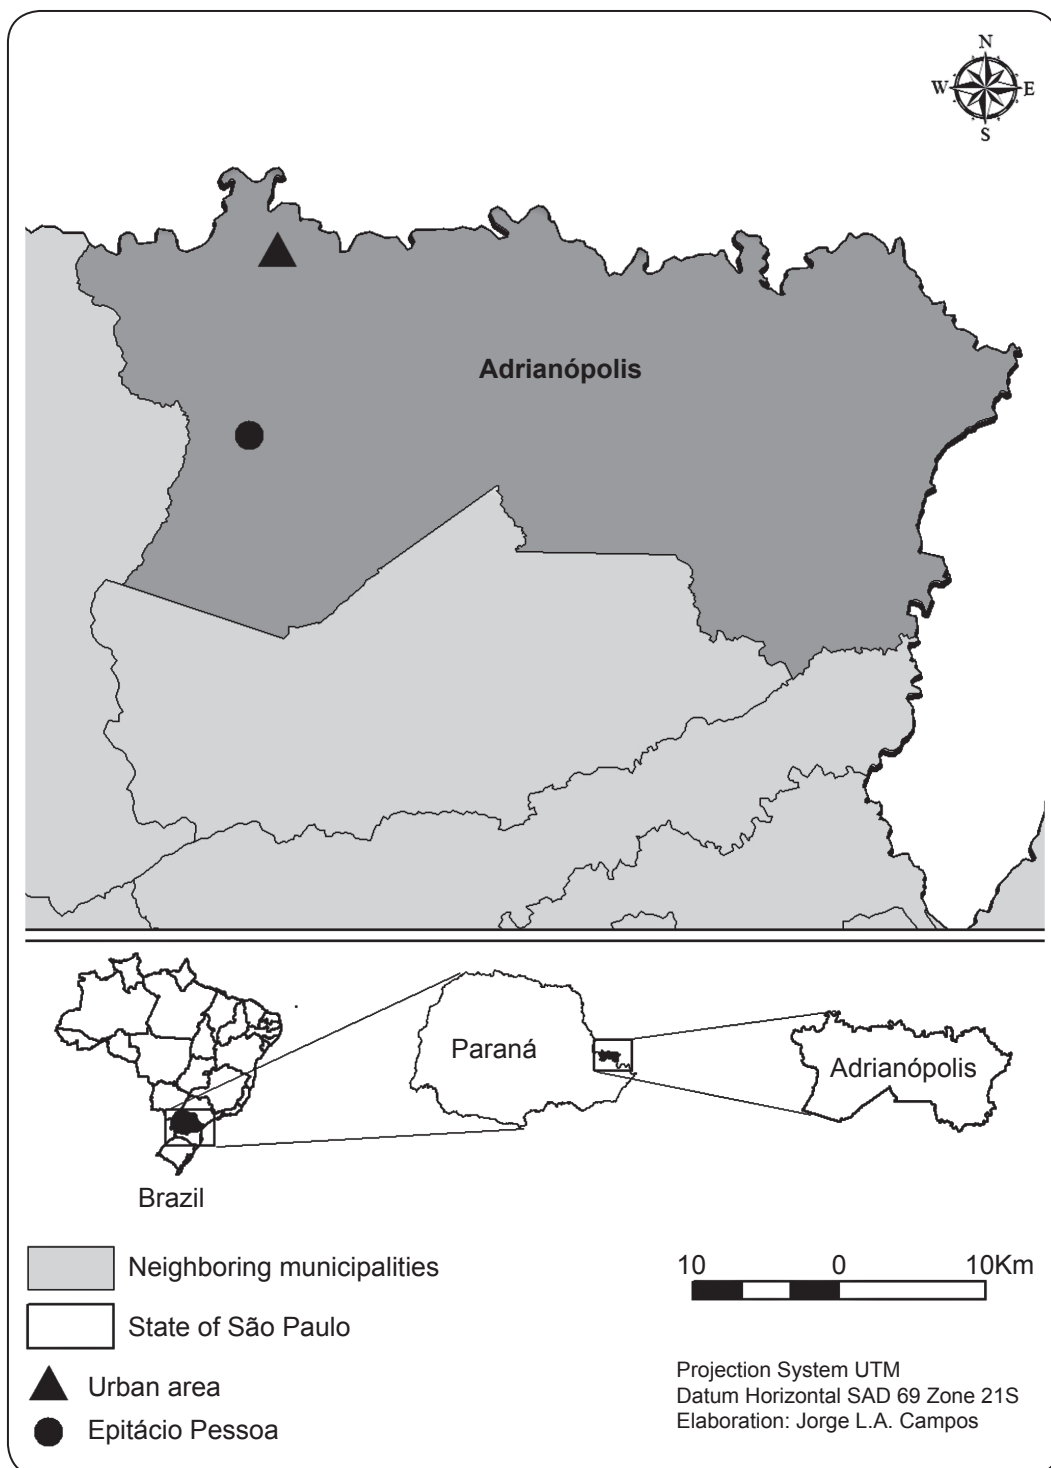 N
W E
S
Adrianópolis
Paraná
Adrianópolis
Brazil
Neighboring municipalities
State of São Paulo
Urban area
Epitácio Pessoa
10 0 10Km
Projection System UTM
Datum Horizontal SAD 69 Zone 21S
Elaboration: Jorge L.A. Campos